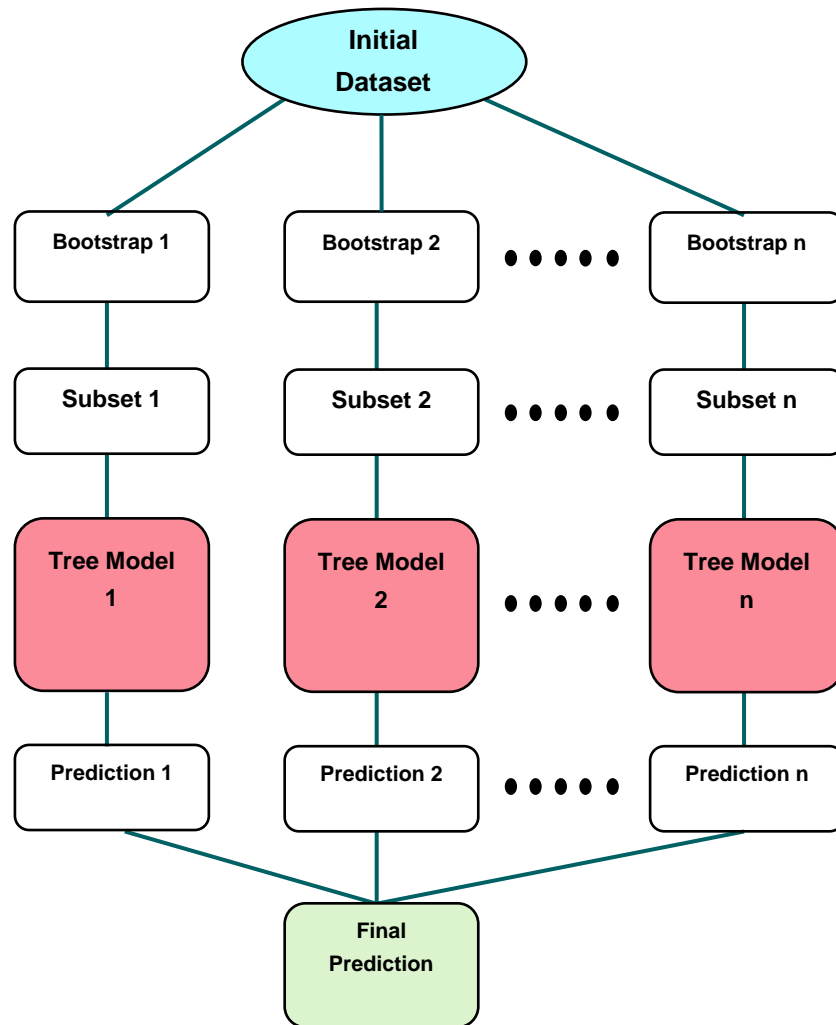 Initial
Dataset
Bootstrap 1
Bootstrap 2
Bootstrap n
Subset 1
Subset 2
Subset n
Tree Model
1
Tree Model
2
Tree Model
n
Prediction 1
Prediction 2
Prediction n
Final
Prediction